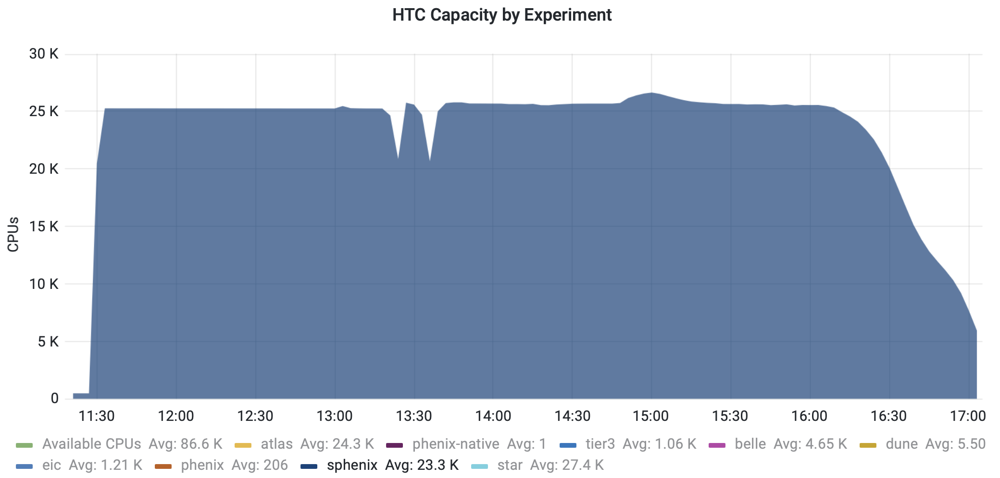 HTC Capacity by Experiment
30 K
25 K
20 K
15 K
10 K
5 K
0
CPUs
11:30 12:00 12:30 13:00 13:30 14:00 14:30 15:00 15:30 16:00 16:30 17:00
Available CPUs Avg: 86.6 K atlas Avg: 24.3 K phenix-native Avg: 1 tier3 Avg: 1.06 K belle Avg: 4.65 K dune Avg: 5.50
eic Avg: 1.21 K phenix Avg: 206 sphenix Avg: 23.3 K star Avg: 27.4 K